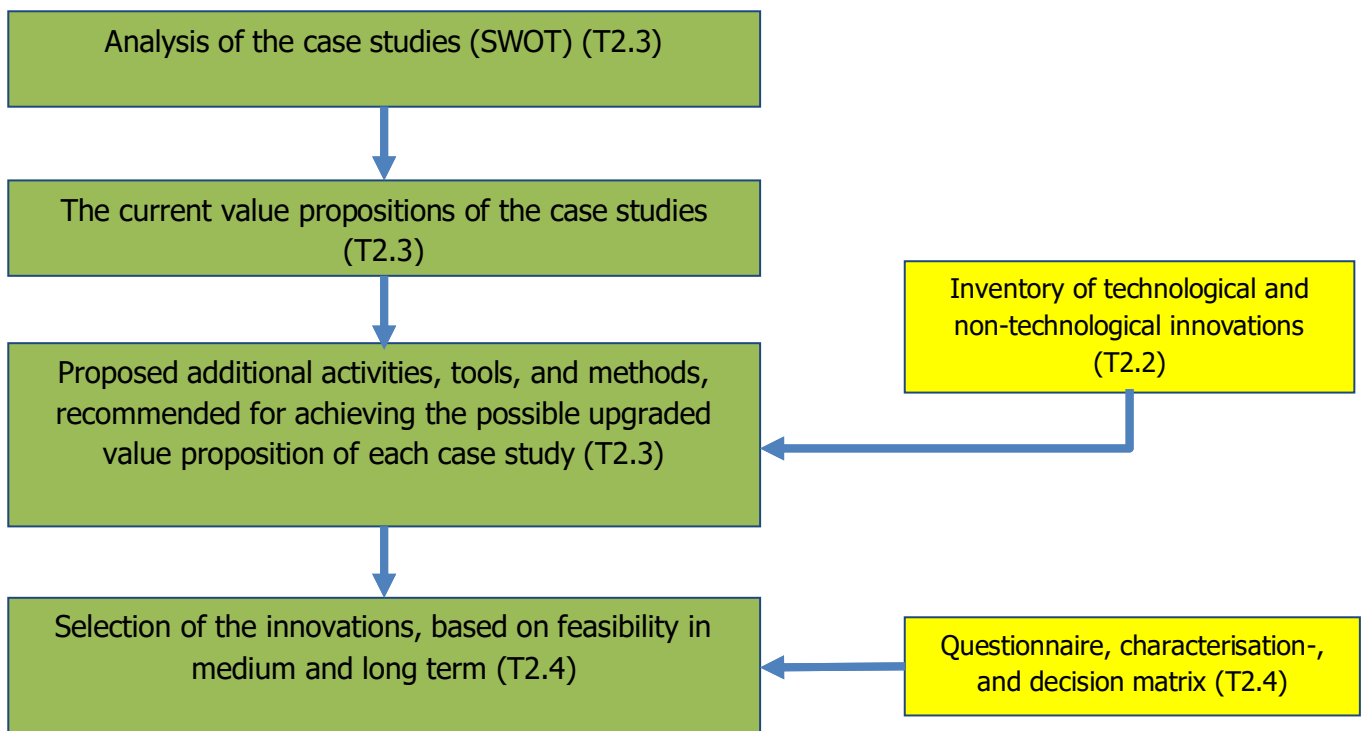 Analysis of the case studies (SWOT) (T2.3)
The current value propositions of the case studies
(T2.3)
Inventory of technological and
non-technological innovations
(T2.2)
Proposed additional activities, tools, and methods,
recommended for achieving the possible upgraded
value proposition of each case study (T2.3)
Selection of the innovations, based on feasibility in
medium and long term (T2.4)
Questionnaire, characterisation-,
and decision matrix (T2.4)